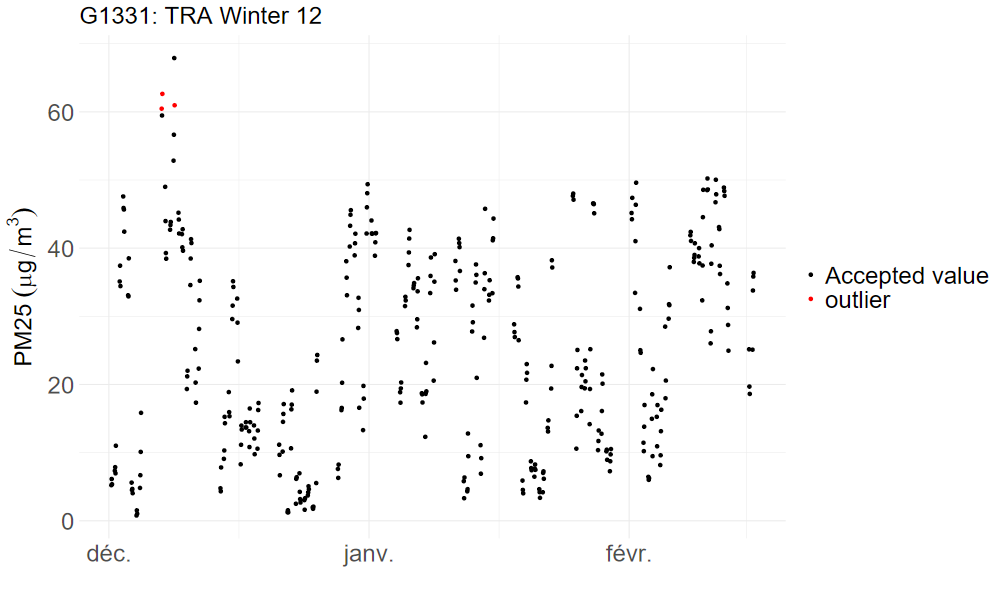 G1331: TRA Winter 12
PM25 (μg/m³)
60
40
20
0
déc.
janv.
févr.
Accepted value
outlier